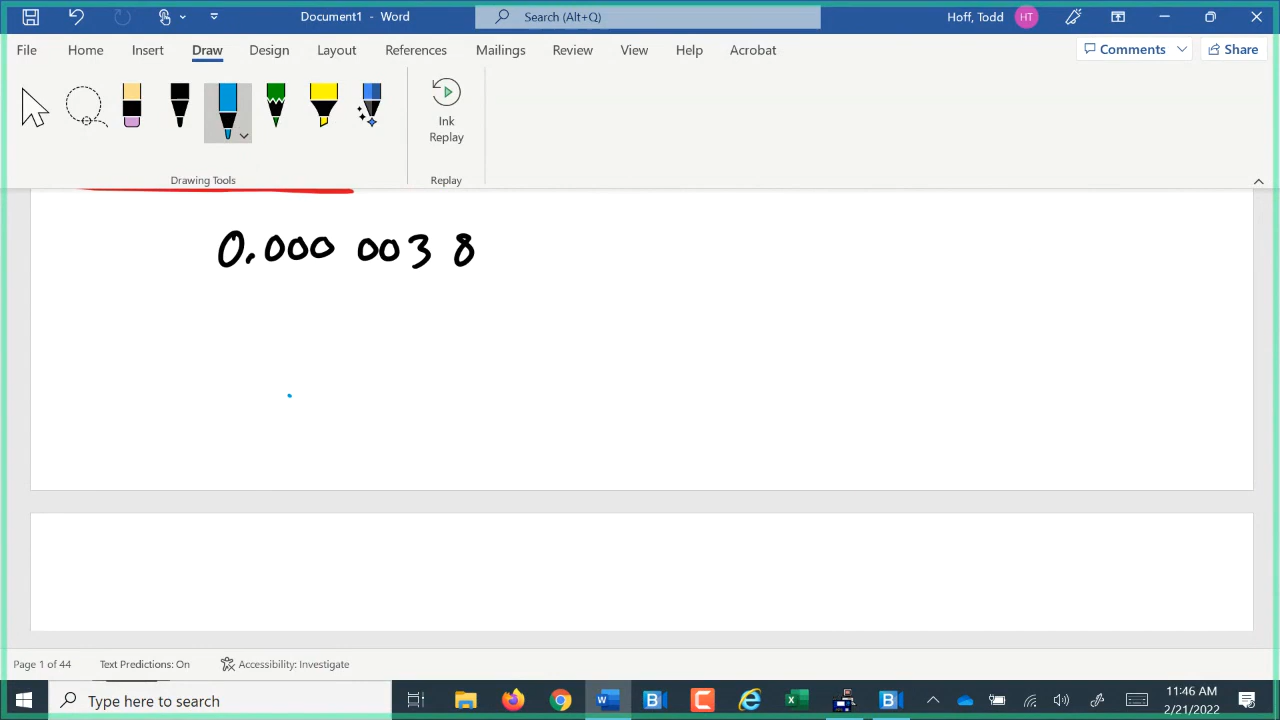 Document1 - Word
Search (Alt+Q)
Hoff, Todd
HT
File Home Insert Draw Design Layout References Mailings Review View Help Acrobat
Comments
Share
Ink
Replay
Drawing Tools
Replay
0.000 003 8
Page 1 of 44
Text Predictions: On
Accessibility: Investigate
Type here to search
11:46 AM
2/21/2022